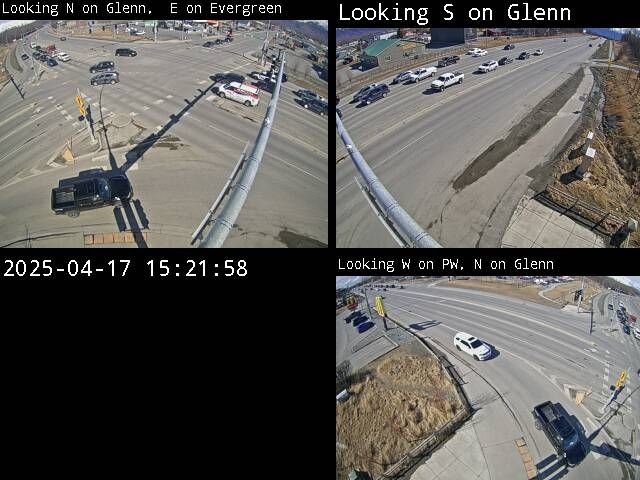 Looking N on Glenn,  E on Evergreen
Looking S on Glenn
2025-04-17 15:21:58
Looking W on PW, N on Glenn